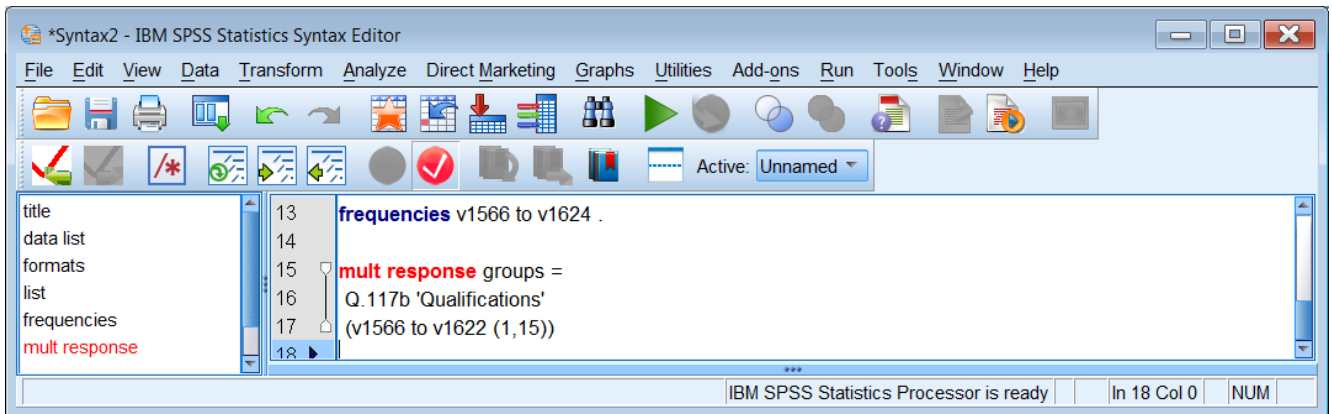 *Syntax2 - IBM SPSS Statistics Syntax Editor
File Edit View Data Transform Analyze Direct Marketing Graphs Utilities Add-ons Run Tools Window Help
/* Active: Unnamed
title
data list
formats
list
frequencies
mult response
13 frequencies v1566 to v1624 .
14
15 mult response groups =
16 Q.117b 'Qualifications'
17 (v1566 to v1622 (1,15))
18
IBM SPSS Statistics Processor is ready In 18 Col 0 NUM